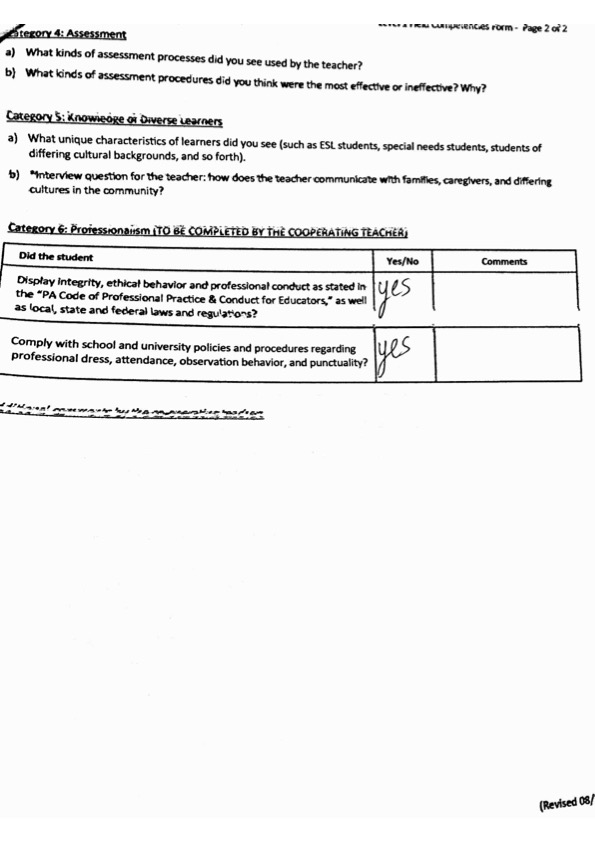 Competencies Form - Page 2 of 2
Category 4: Assessment
a) What kinds of assessment processes did you see used by the teacher?
b) What kinds of assessment procedures did you think were the most effective or ineffective? Why?
Category 5: Knowledge of Diverse Learners
a) What unique characteristics of learners did you see (such as ESL students, special needs students, students of
differing cultural backgrounds, and so forth).
b) *Interview question for the teacher: how does the teacher communicate with families, caregivers, and differing
cultures in the community?
Category 6: Professionalism (TO BE COMPLETED BY THE COOPERATING TEACHER)
Did the student Yes/No Comments
Display integrity, ethical behavior and professional conduct as stated in
the "PA Code of Professional Practice & Conduct for Educators," as well
as local, state and federal laws and regulations?
yes
Comply with school and university policies and procedures regarding
professional dress, attendance, observation behavior, and punctuality?
yes
Additional comments by the cooperating teacher
(Revised 08/